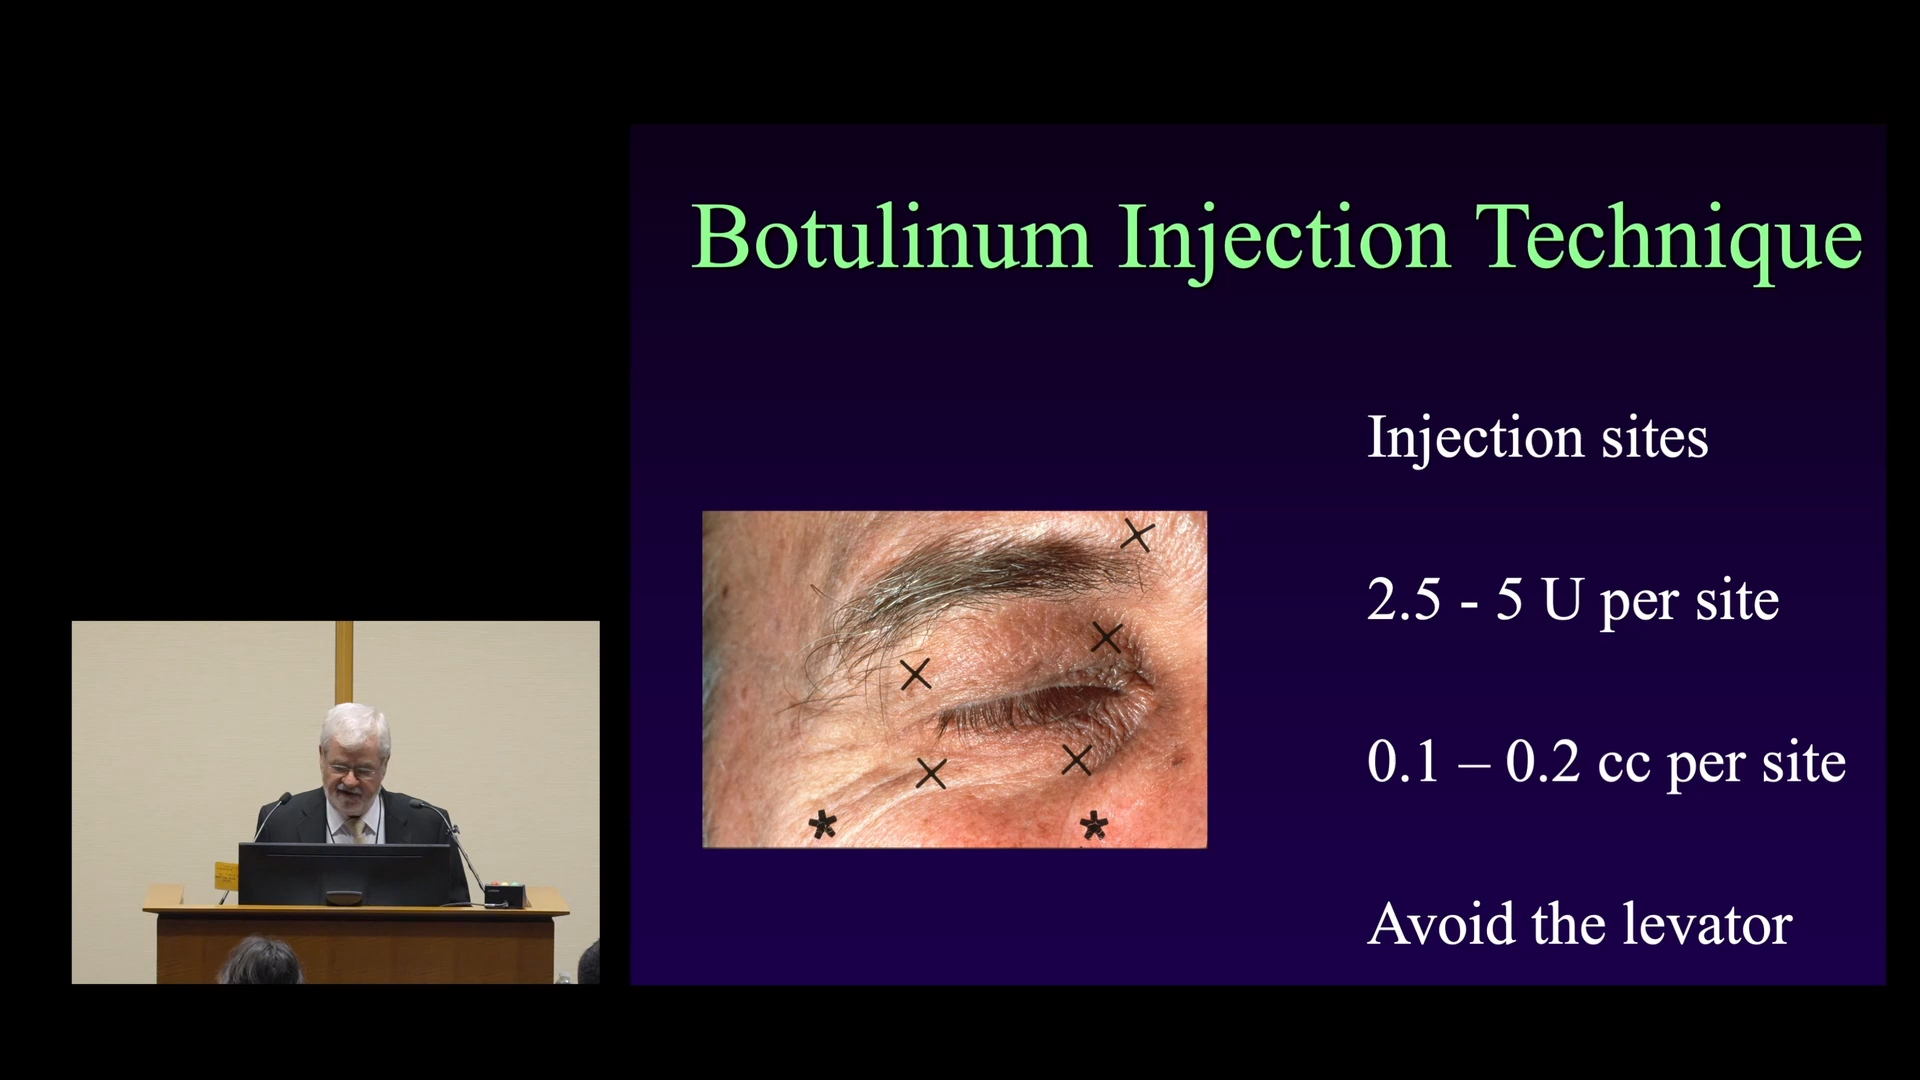 Botulinum Injection Technique
Injection sites
2.5 - 5 U per site
0.1 – 0.2 cc per site
Avoid the levator